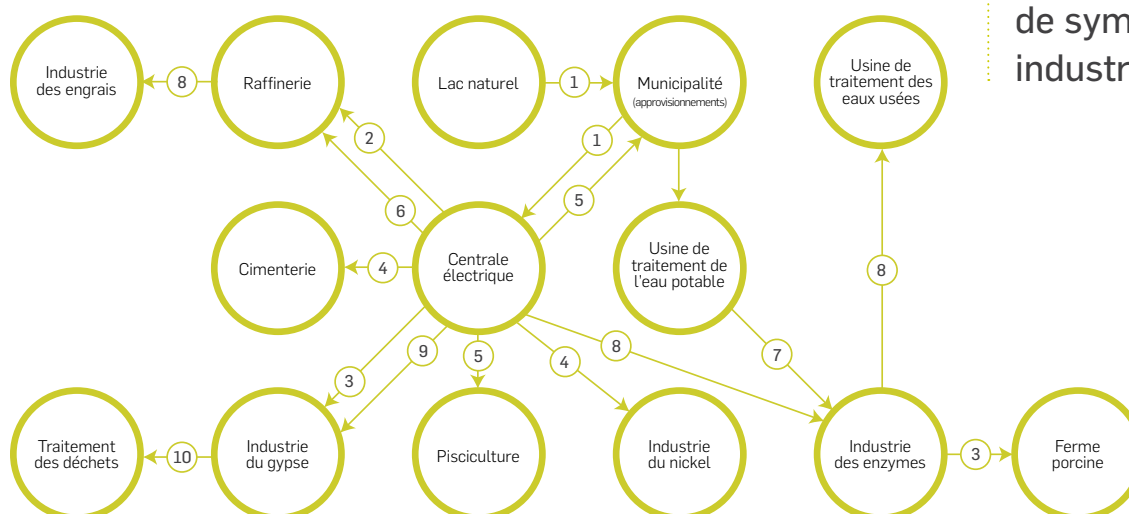 de sym
industr
Industrie
des engrais
8
Raffinerie
Lac naturel
1
Municipalité
(approvisionnements)
Usine de
traitement des
eaux usées
2
1
6
5
Cimenterie
4
Centrale
électrique
Usine de
traitement de
l'eau potable
8
3
9
5
4
8
7
Traitement
des déchets
10
Industrie
du gypse
Pisciculture
Industrie
du nickel
Industrie
des enzymes
3
Ferme
porcine